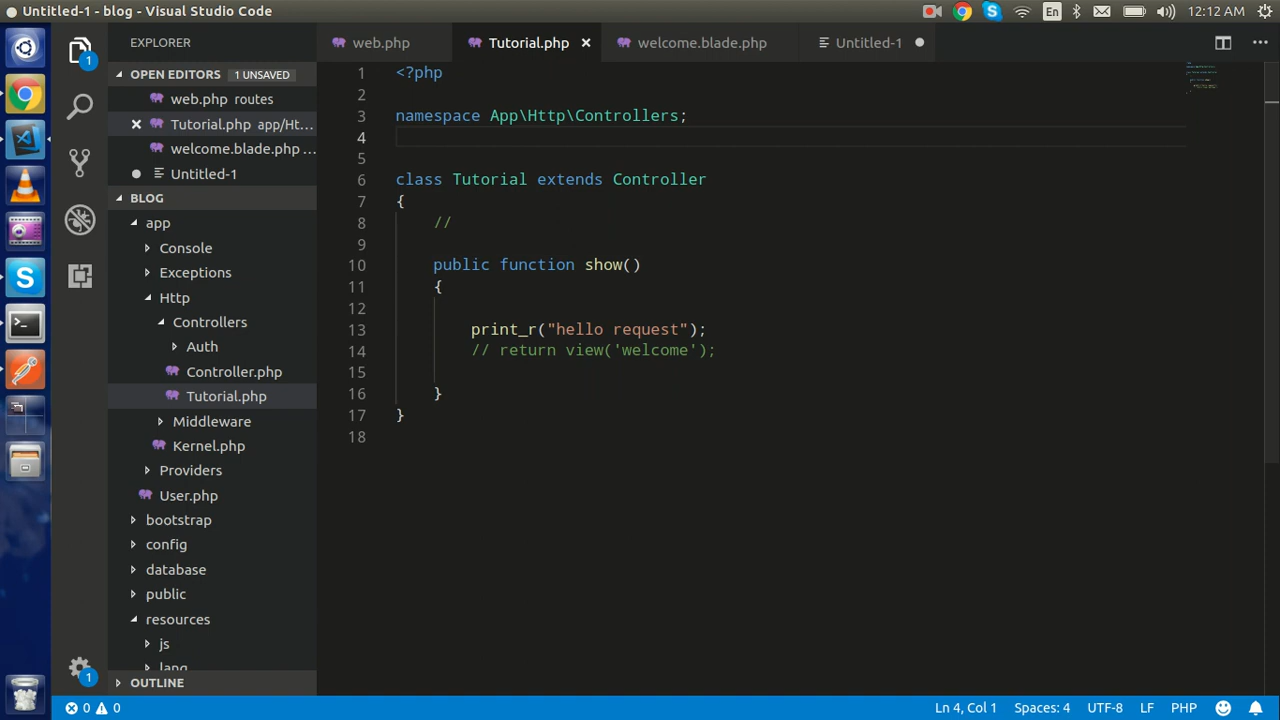 Untitled-1 - blog - Visual Studio Code
En
12:12 AM
EXPLORER
web.php
Tutorial.php
welcome.blade.php
Untitled-1
OPEN EDITORS 1 UNSAVED
web.php routes
Tutorial.php app/Ht...
welcome.blade.php ...
Untitled-1
BLOG
app
Console
Exceptions
Http
Controllers
Auth
Controller.php
Tutorial.php
Middleware
Kernel.php
Providers
User.php
bootstrap
config
database
public
resources
js
lang
OUTLINE
1
1
1 <?php
2
3 namespace App\Http\Controllers;
4
5
6 class Tutorial extends Controller
7 {
8 //
9
10 public function show()
11 {
12
13 print_r("hello request");
14 // return view('welcome');
15
16 }
17 }
18
0 0
Ln 4, Col 1
Spaces: 4
UTF-8
LF
PHP